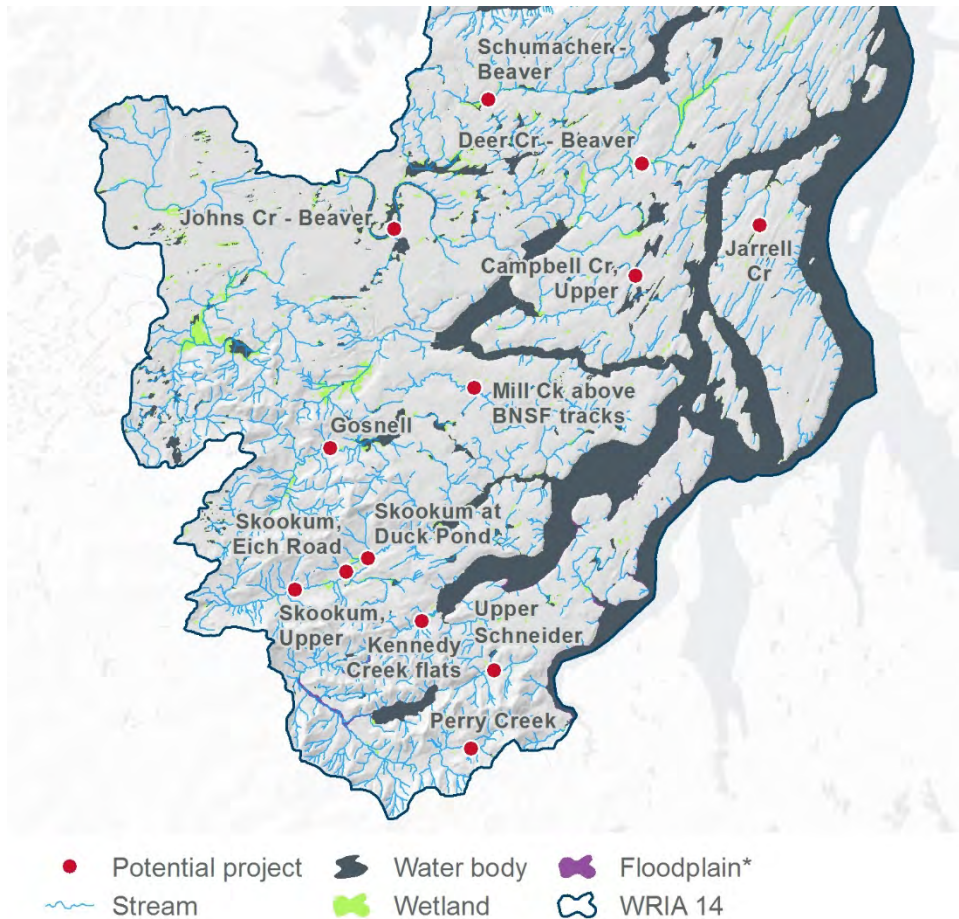 Schumacher -
Beaver
Deer Cr - Beaver
Johns Cr - Beaver
Jarrell
Cr
Campbell Cr,
Upper
Mill Ck above
BNSF tracks
Gosnell
Skookum at
Duck Pond
Skookum,
Eich Road
Skookum,
Upper
Upper
Schneider
Kennedy
Creek flats
Perry Creek
Potential project
Water body
Floodplain*
Stream
Wetland
WRIA 14